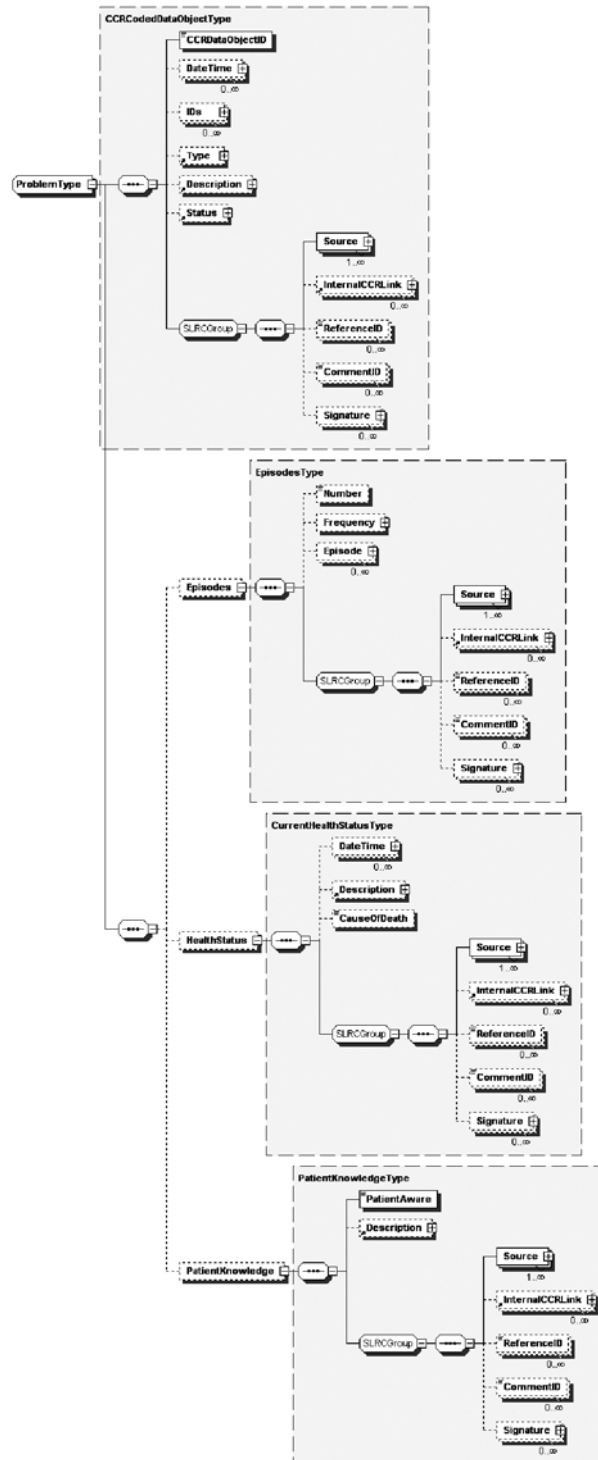 CCRCodedDataObjectType
CCRDataObjectID
DateTime
0..∞
IDs
0..∞
Type
ProblemType
Description
Status
Source
1..∞
InternalCCRLink
0..∞
SLRCGroup
ReferenceID
0..∞
CommentID
0..∞
Signature
0..∞
EpisodesType
Number
Frequency
Episode
0..∞
Episodes
Source
1..∞
InternalCCRLink
0..∞
SLRCGroup
ReferenceID
0..∞
CommentID
0..∞
Signature
0..∞
CurrentHealthStatusType
DateTime
0..∞
Description
CauseOfDeath
HealthStatus
Source
1..∞
InternalCCRLink
0..∞
SLRCGroup
ReferenceID
0..∞
CommentID
0..∞
Signature
0..∞
PatientKnowledgeType
PatientAware
Description
PatientKnowledge
Source
1..∞
InternalCCRLink
0..∞
SLRCGroup
ReferenceID
0..∞
CommentID
0..∞
Signature
0..∞